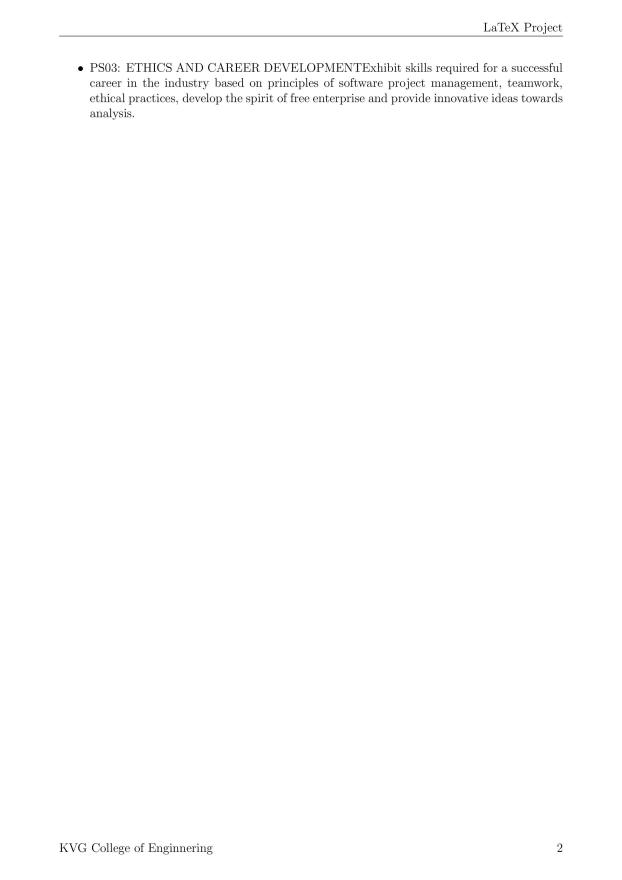 LaTeX Project
• PS03: ETHICS AND CAREER DEVELOPMENTExhibit skills required for a successful
career in the industry based on principles of software project management, teamwork,
ethical practices, develop the spirit of free enterprise and provide innovative ideas towards
analysis.
KVG College of Enginnering 2